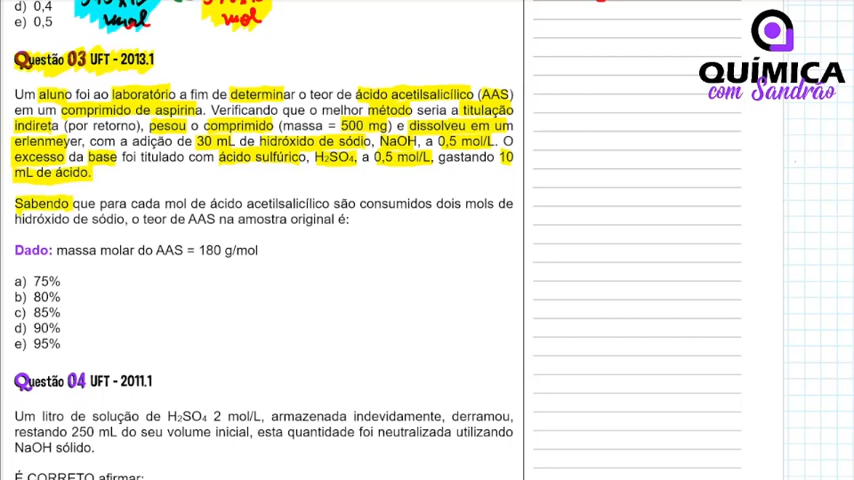 d) 0,4
e) 0,5
mol
mol
Questão 03 UFT - 2013.1
Um aluno foi ao laboratório a fim de determinar o teor de ácido acetilsalicílico (AAS)
em um comprimido de aspirina. Verificando que o melhor método seria a titulação
indireta (por retorno), pesou o comprimido (massa = 500 mg) e dissolveu em um
erlenmeyer, com a adição de 30 mL de hidróxido de sódio, NaOH, a 0,5 mol/L. O
excesso da base foi titulado com ácido sulfúrico, H₂SO₄, a 0,5 mol/L, gastando 10
mL de ácido.
Sabendo que para cada mol de ácido acetilsalicílico são consumidos dois mols de
hidróxido de sódio, o teor de AAS na amostra original é:
Dado: massa molar do AAS = 180 g/mol
a) 75%
b) 80%
c) 85%
d) 90%
e) 95%
Questão 04 UFT - 2011.1
Um litro de solução de H₂SO₄ 2 mol/L, armazenada indevidamente, derramou,
restando 250 mL do seu volume inicial, esta quantidade foi neutralizada utilizando
NaOH sólido.
É CORRETO afirmar:
QUÍMICA
com Sandrão